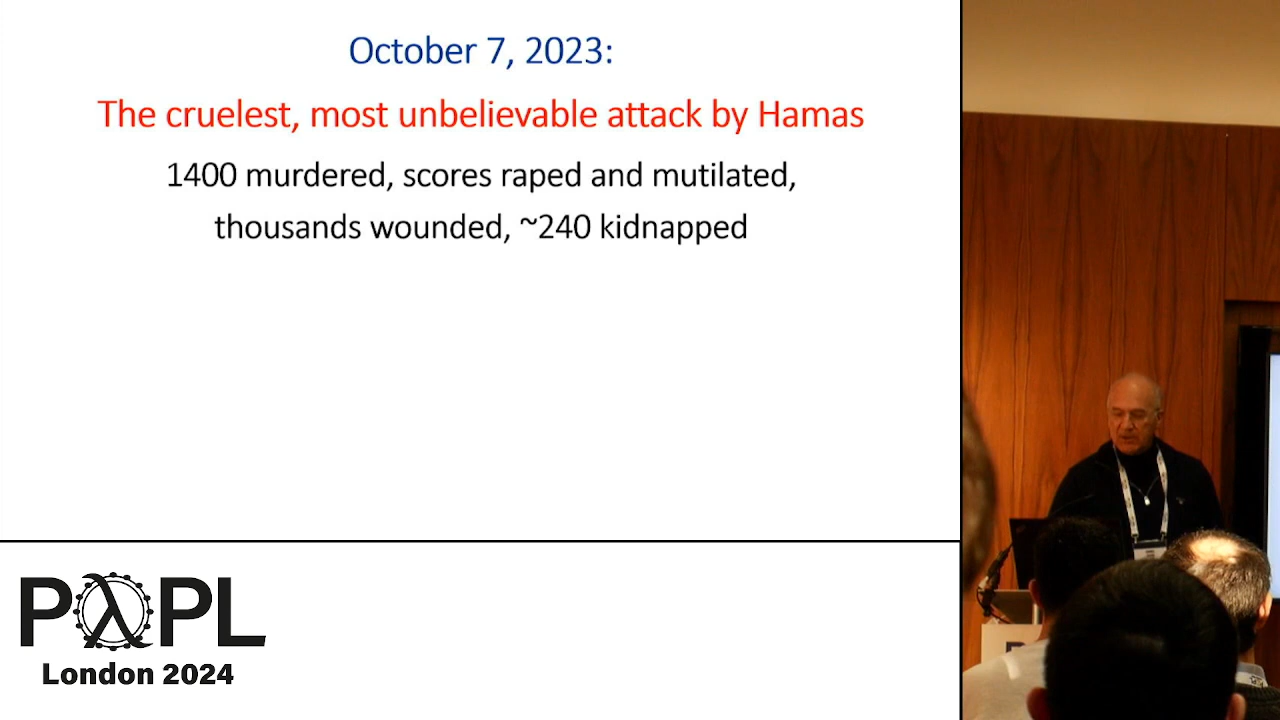 October 7, 2023:
The cruelest, most unbelievable attack by Hamas
1400 murdered, scores raped and mutilated,
thousands wounded, ~240 kidnapped
PλPL
London 2024